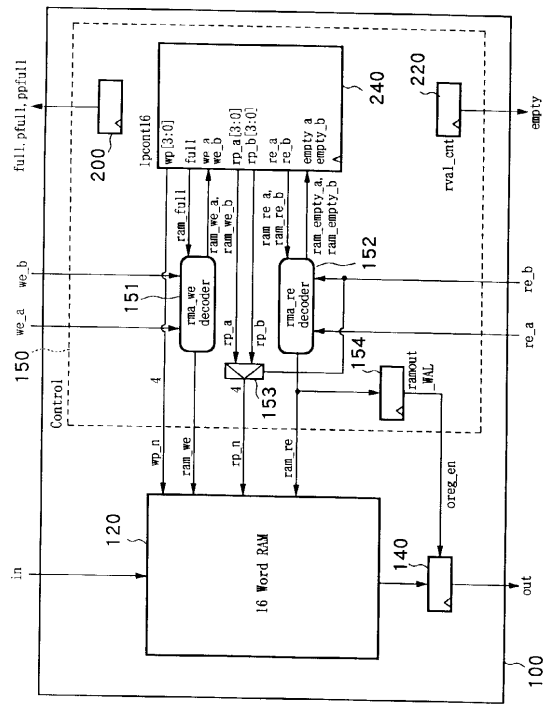 full, pfull, ppfull
200
lpcont16
wp[3:0]
full
we_a
we_b
rp_a[3:0]
rp_b[3:0]
re_a
re_b
empty_a
empty_b
240
220
rval_cnt
empty
ram_full
ram_we_a,
ram_we_b
ram_re_a,
ram_re_b
ram_empty_a,
ram_empty_b
we_b
151
rma_we
decoder
rp_a
rp_b
rma_re
decoder
152
re_b
we_a
150
re_a
Control
4
4
153
154
ramout
_WAL
wp_n
ram_we
rp_n
ram_re
oreg_en
in
120
16 Word RAM
140
out
100